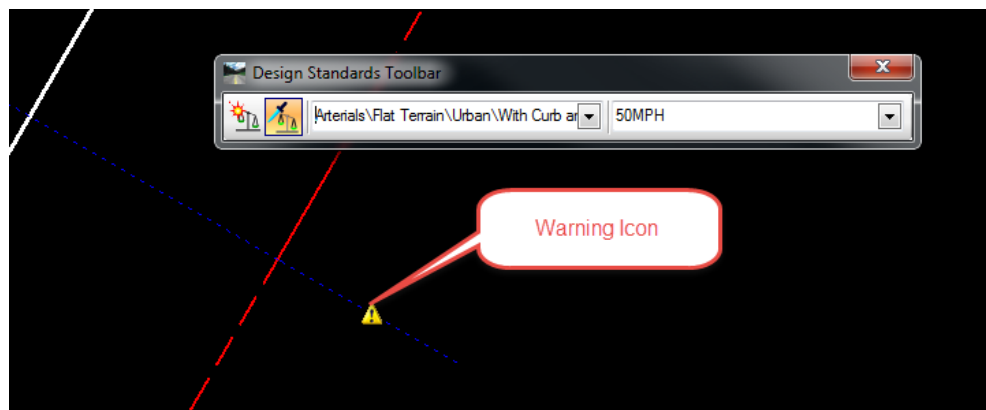 Design Standards Toolbar
Arterials\Flat Terrain\Urban\With Curb ar 50MPH
Warning Icon